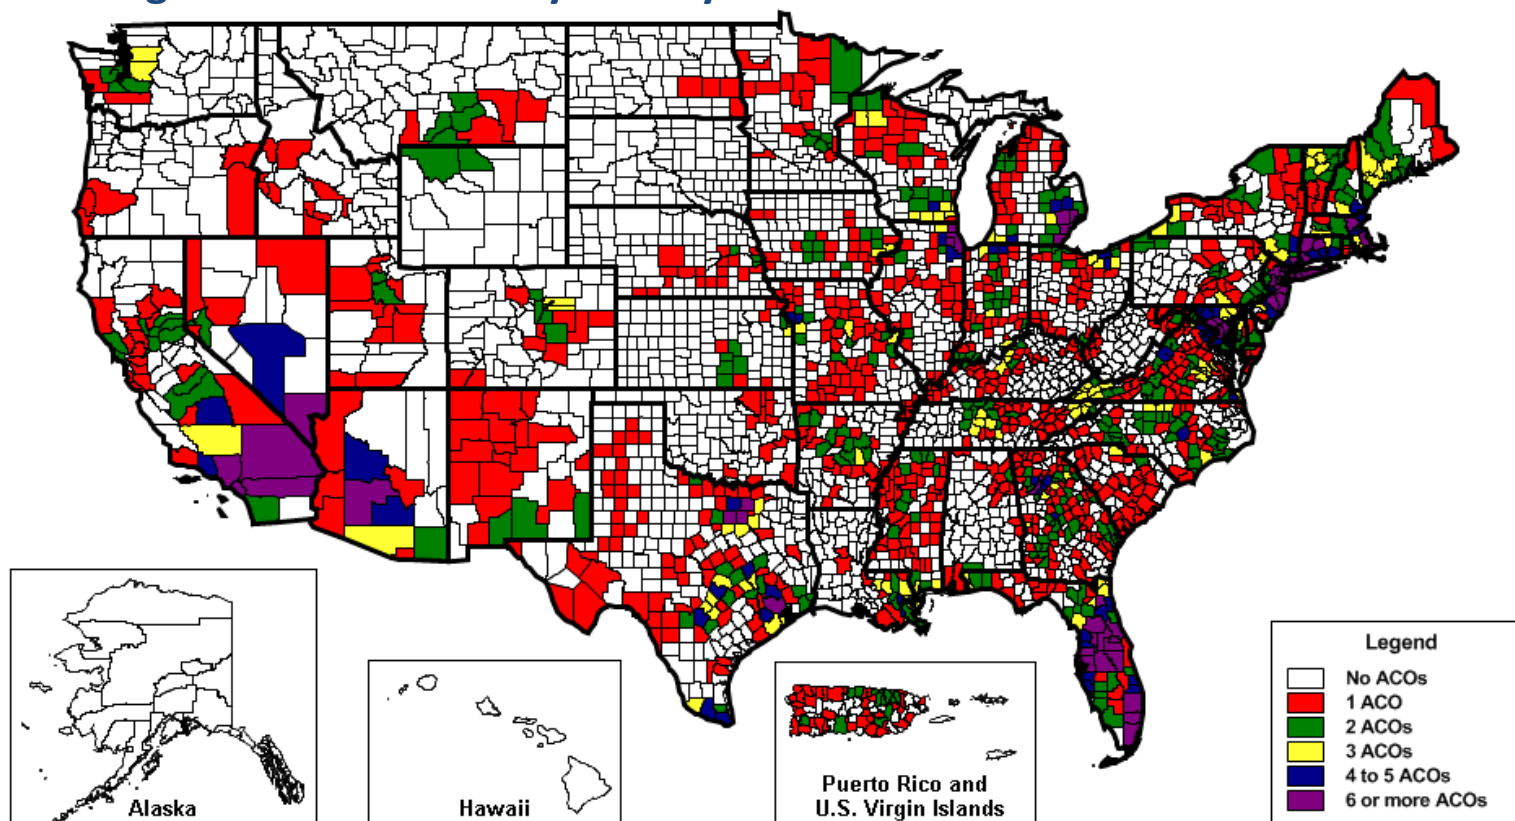 Alaska
Hawaii
Puerto Rico and
U.S. Virgin Islands
Legend
No ACOs
1 ACO
2 ACOs
3 ACOs
4 to 5 ACOs
6 or more ACOs